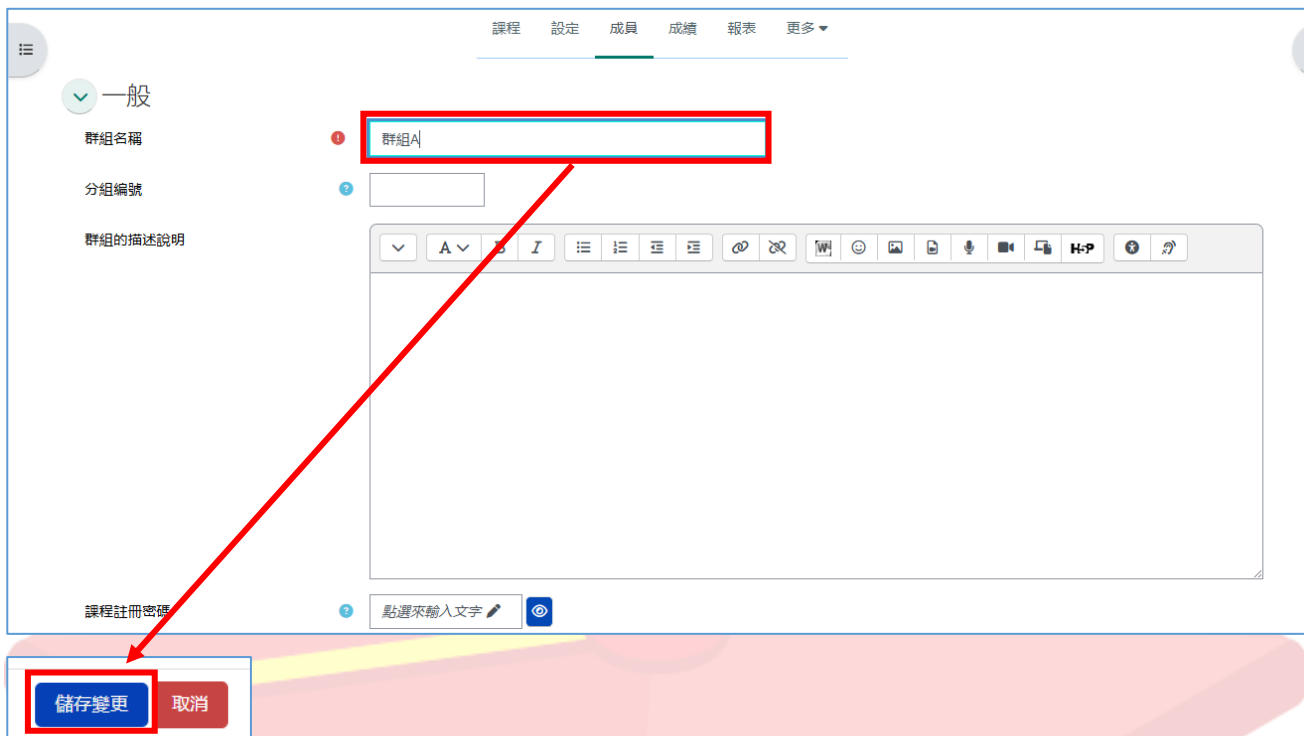 課程 設定 成員 成績 報表 更多
一般
群組名稱 群組A
分組編號
群組的描述說明
A B I H-P
課程註冊密碼 點選來輸入文字
儲存變更 取消